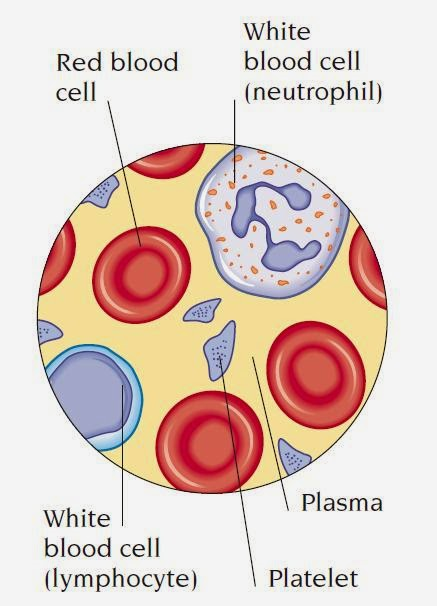 White
blood cell
(neutrophil)
Red blood
cell
Plasma
White
blood cell
(lymphocyte)
Platelet